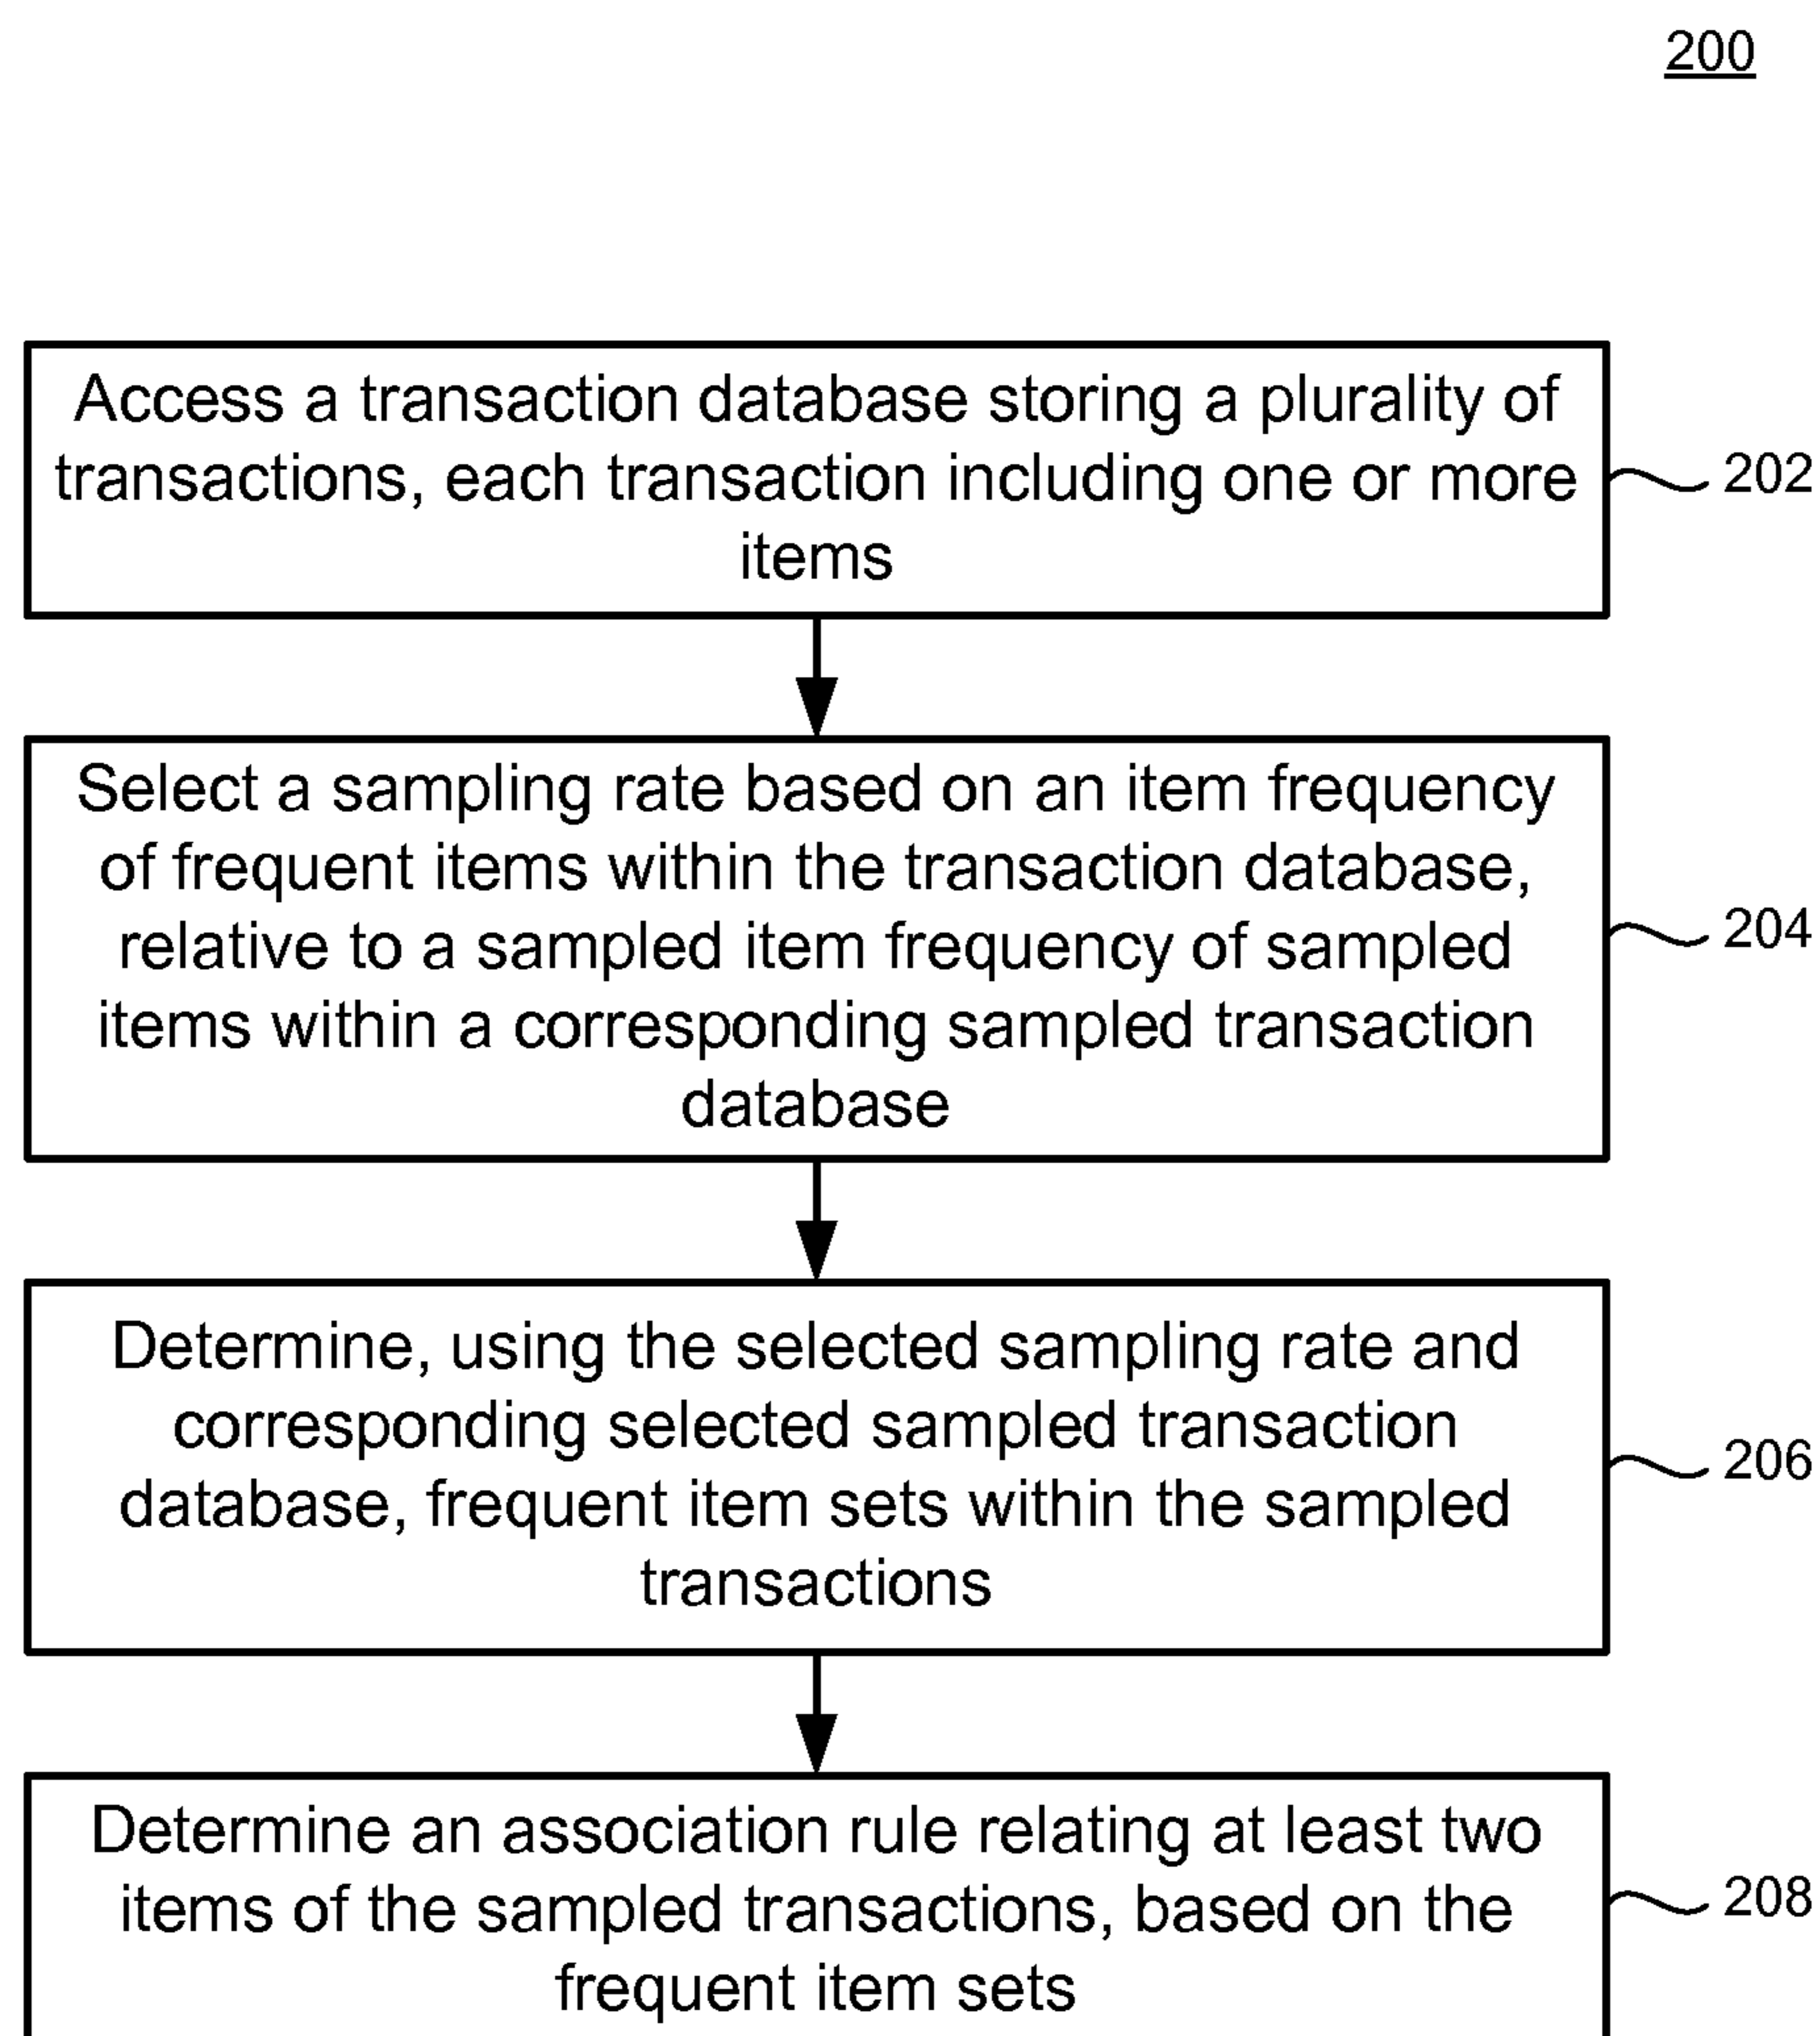 200
Access a transaction database storing a plurality of
transactions, each transaction including one or more
items
202
Select a sampling rate based on an item frequency
of frequent items within the transaction database,
relative to a sampled item frequency of sampled
items within a corresponding sampled transaction
database
204
Determine, using the selected sampling rate and
corresponding selected sampled transaction
database, frequent item sets within the sampled
transactions
206
Determine an association rule relating at least two
items of the sampled transactions, based on the
frequent item sets
208